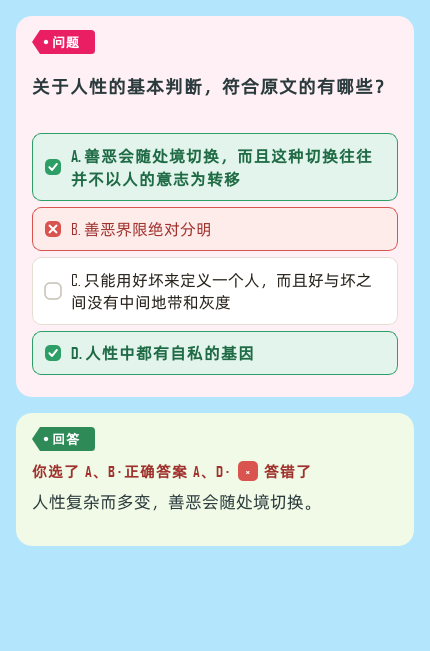 问题
关于人性的基本判断，符合原文的有哪些？
A. 善恶会随处境切换，而且这种切换往往
并不以人的意志为转移
B. 善恶界限绝对分明
C. 只能用好坏来定义一个人，而且好与坏之
间没有中间地带和灰度
D. 人性中都有自私的基因
回答
你选了 A、B·正确答案 A、D· × 答错了
人性复杂而多变，善恶会随处境切换。